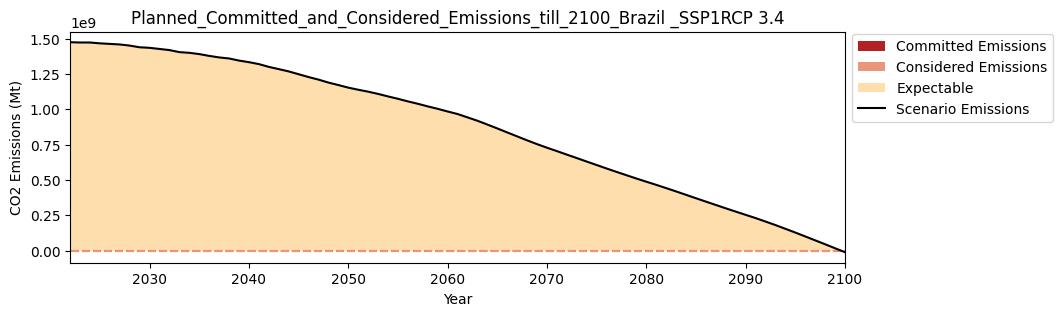 Planned_Committed_and_Considered_Emissions_till_2100_Brazil _SSP1RCP 3.4
1e9
1.50
1.25
1.00
0.75
0.50
0.25
0.00
CO2 Emissions (Mt)
2030 2040 2050 2060 2070 2080 2090 2100
Year
Committed Emissions
Considered Emissions
Expectable
Scenario Emissions